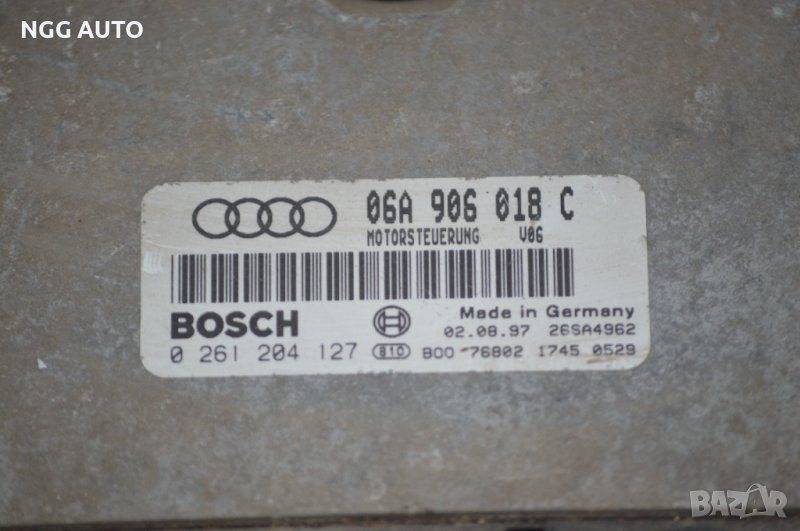 NGG AUTO
06A 906 018 C
MOTORSTEUERUNG V06
BOSCH
Made in Germany
02.08.97 26SA4962
0 261 204 127 810 B00 76802 1745 0529
BAZAR